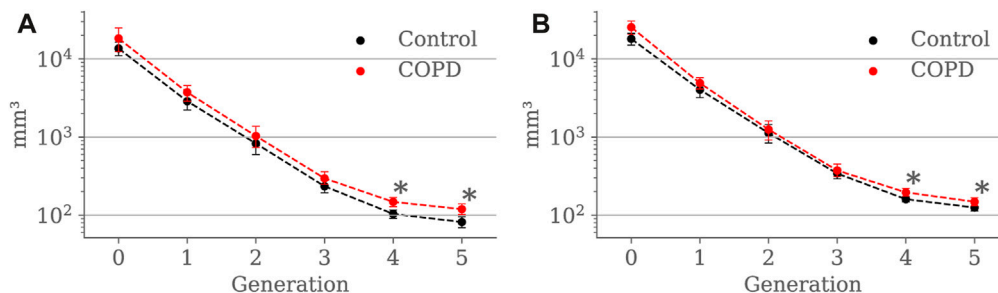 A
Control
COPD
10⁴
10³
10²
mm³
*
*
0 1 2 3 4 5
Generation
B
Control
COPD
10⁴
10³
10²
mm³
*
*
0 1 2 3 4 5
Generation